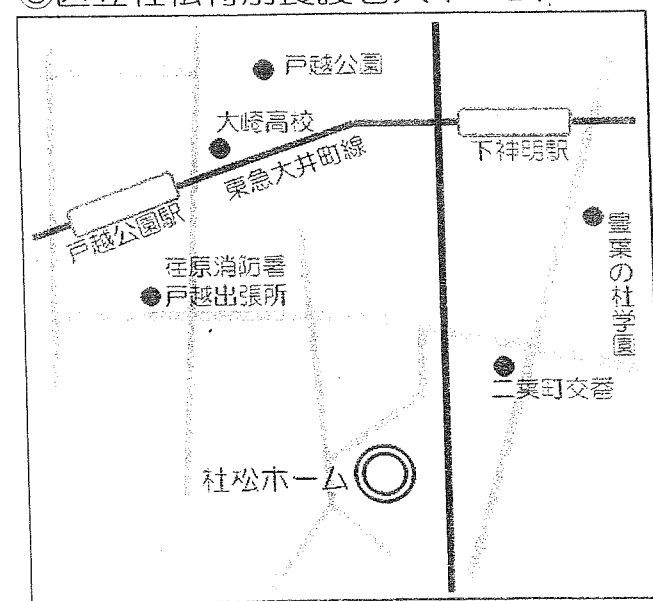 戸越公園
大崎高校
下神明駅
東急大井町線
戸越公園駅
豊葉の杜学園
荏原消防署
戸越出張所
二葉町交番
杜松ホーム